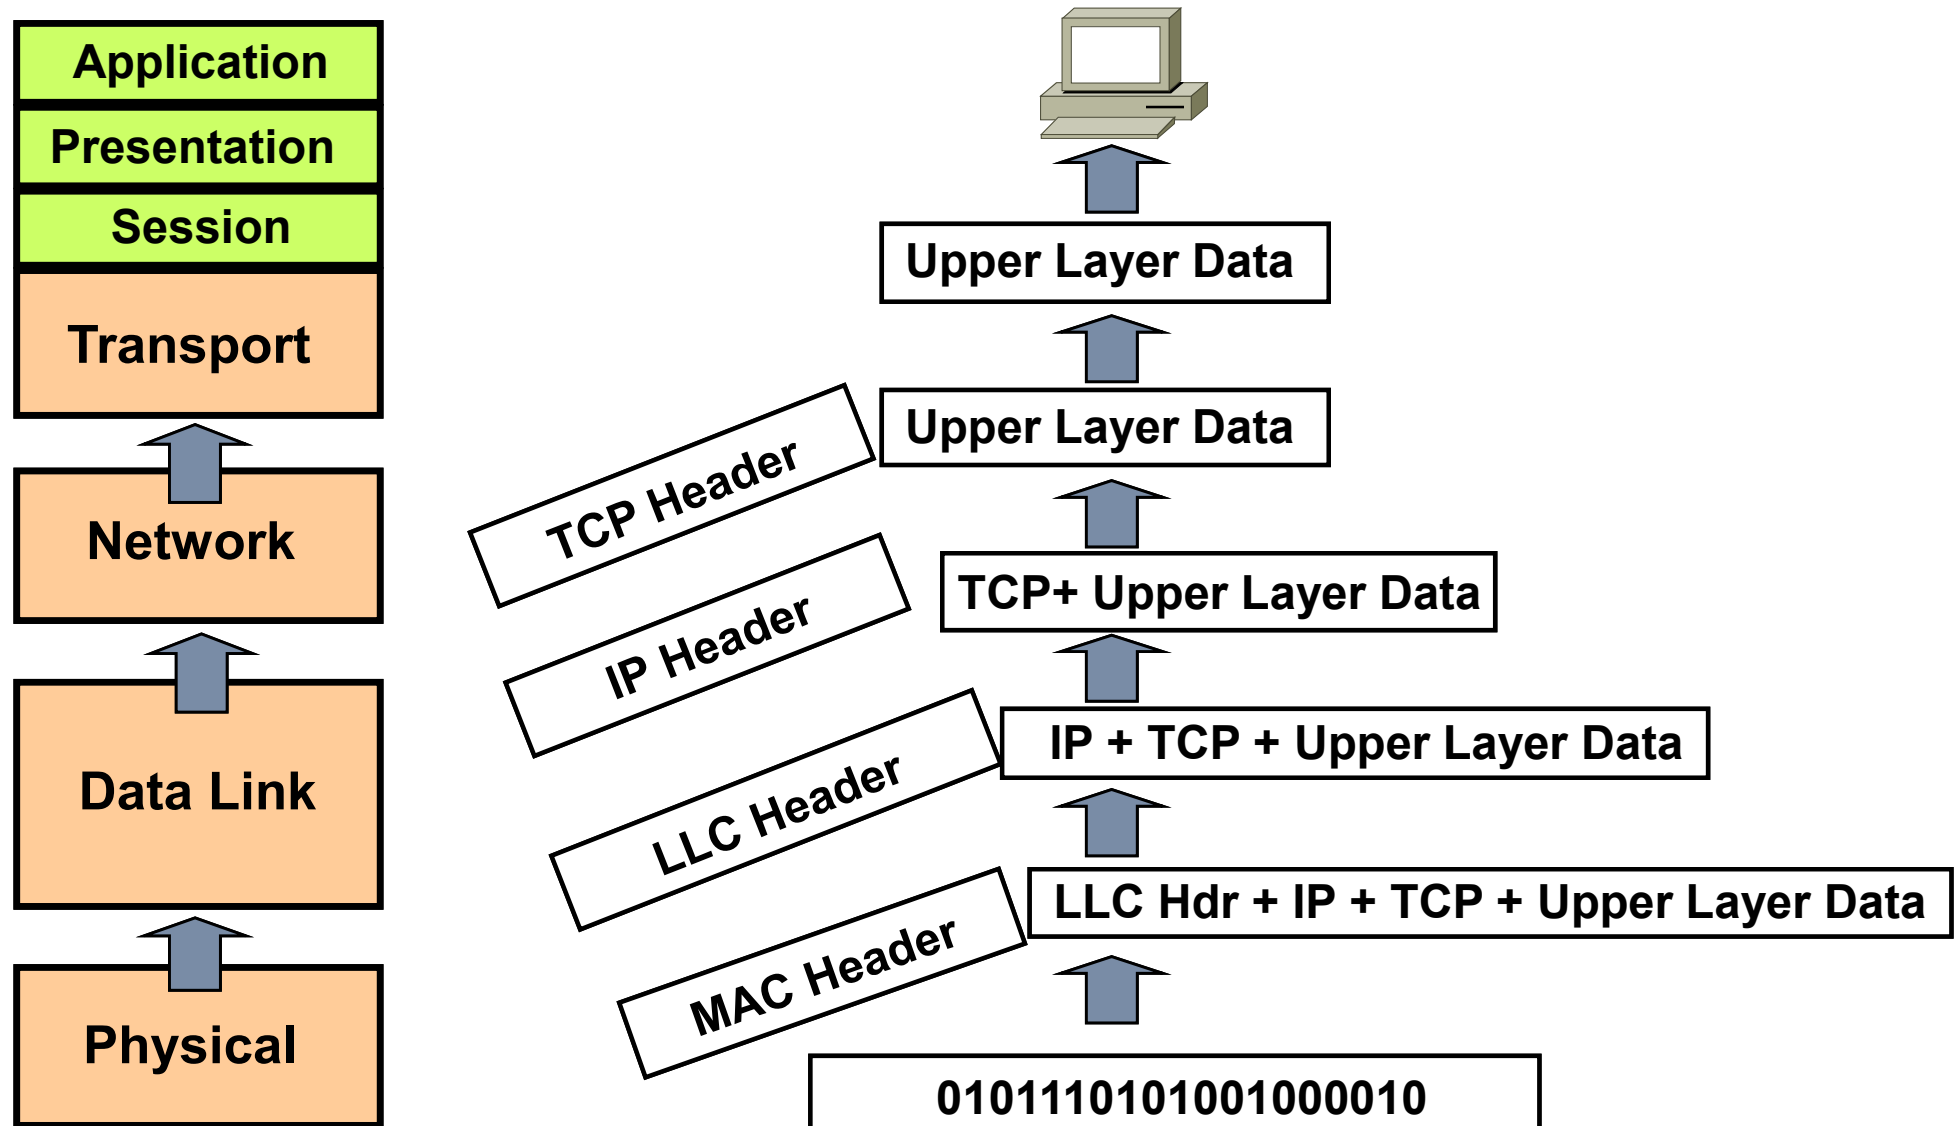 Application
Presentation
Session
Transport
Network
Data Link
Physical
Upper Layer Data
Upper Layer Data
TCP Header
TCP+ Upper Layer Data
IP Header
IP + TCP + Upper Layer Data
LLC Header
LLC Hdr + IP + TCP + Upper Layer Data
MAC Header
0101110101001000010